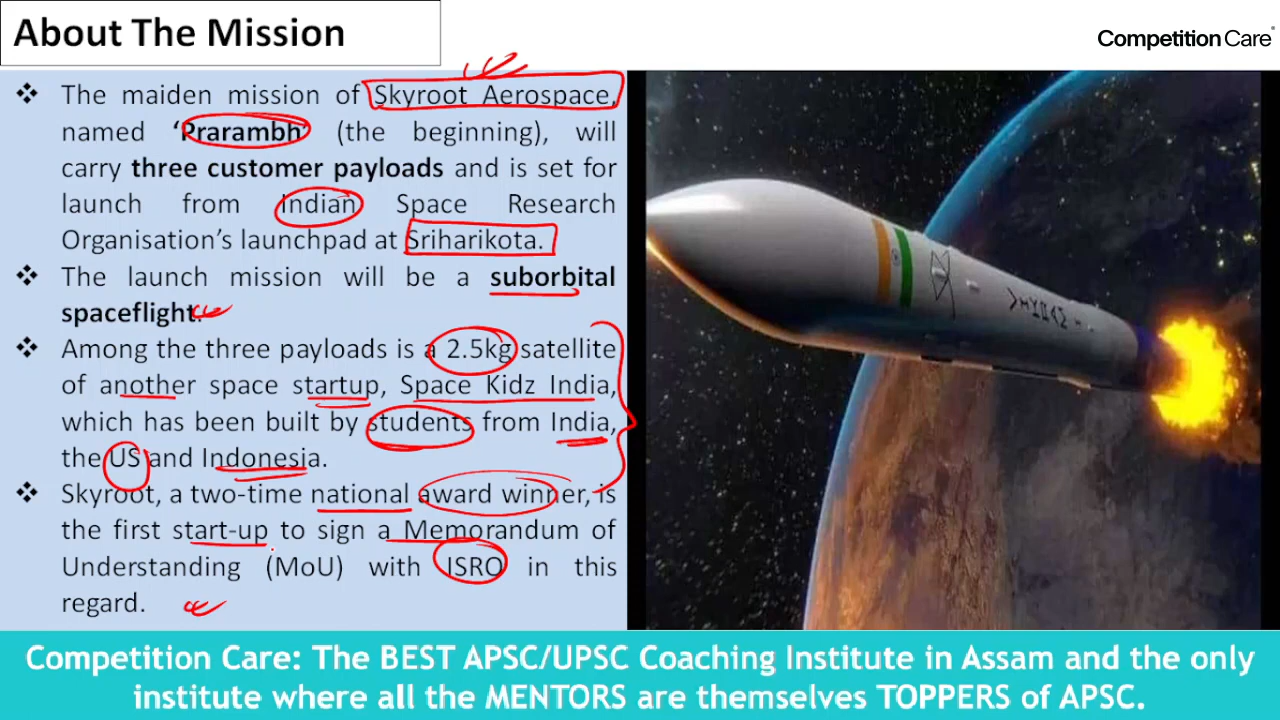 About The Mission
Competition Care
❖ The maiden mission of Skyroot Aerospace,
named ‘Prarambh’ (the beginning), will
carry three customer payloads and is set for
launch from Indian Space Research
Organisation’s launchpad at Sriharikota.
❖ The launch mission will be a suborbital
spaceflight.
❖ Among the three payloads is a 2.5kg satellite
of another space startup, Space Kidz India,
which has been built by students from India,
the US and Indonesia.
❖ Skyroot, a two-time national award winner, is
the first start-up to sign a Memorandum of
Understanding (MoU) with ISRO in this
regard.
Competition Care: The BEST APSC/UPSC Coaching Institute in Assam and the only
institute where all the MENTORS are themselves TOPPERS of APSC.